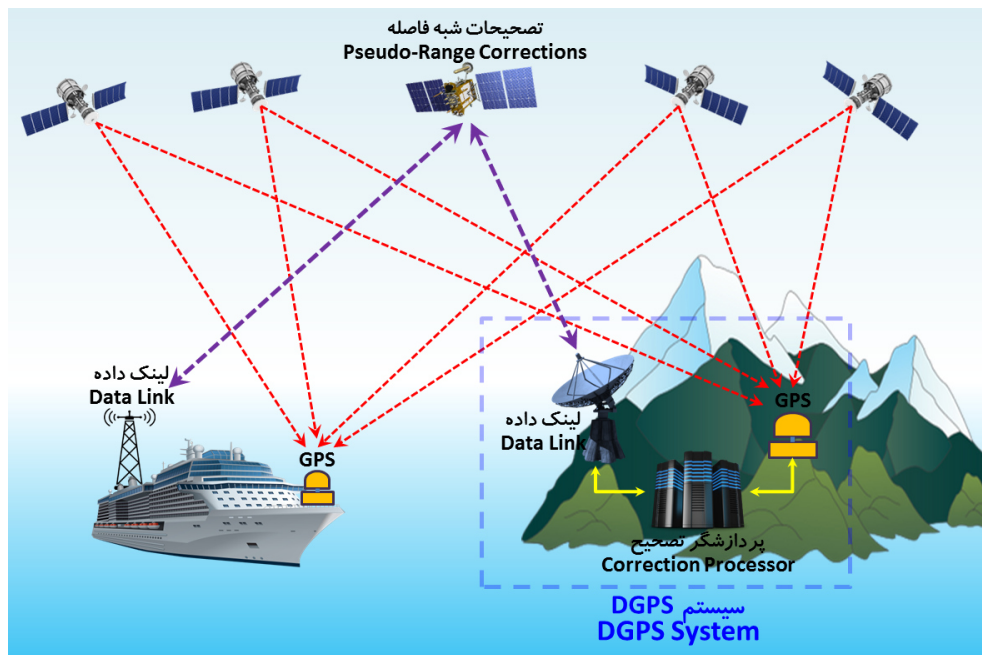 تصحیحات شبه فاصله
Pseudo-Range Corrections
لینک داده
Data Link
GPS
GPS
لینک داده
Data Link
پردازشگر تصحیح
Correction Processor
سیستم DGPS
DGPS System